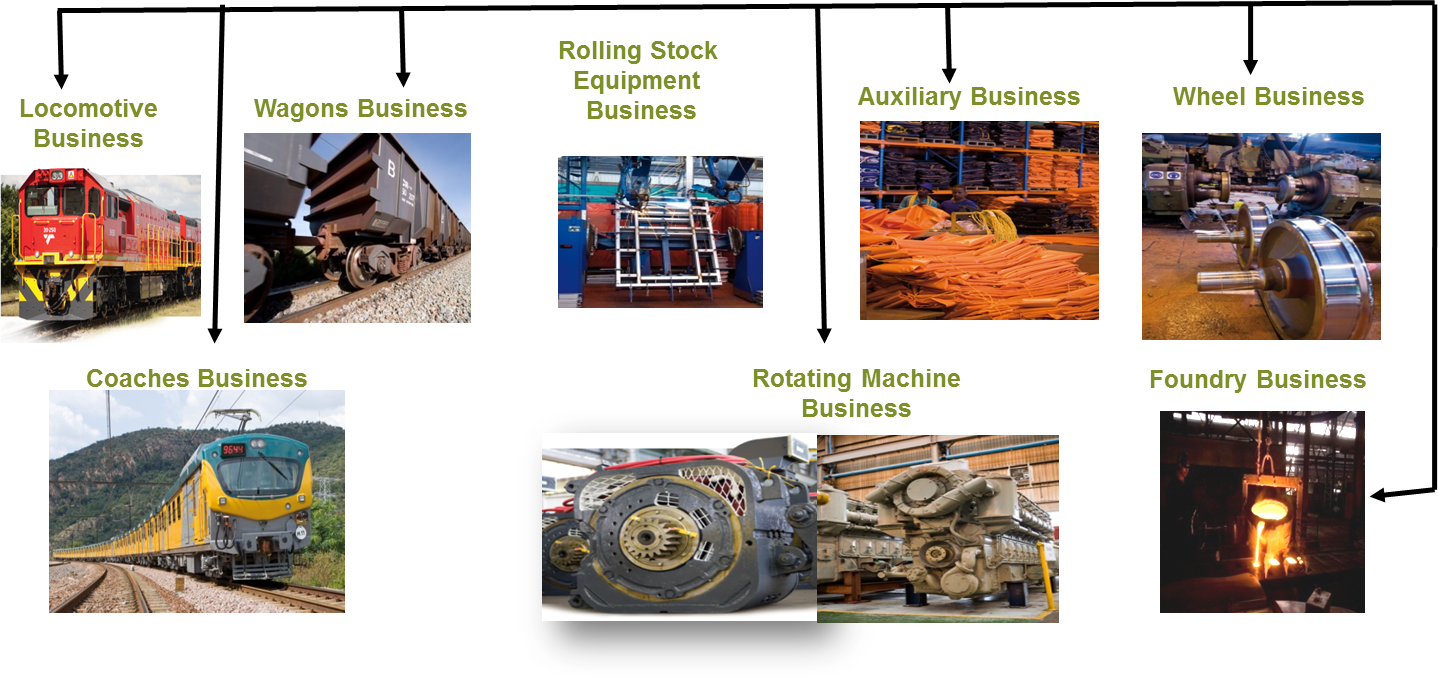 Rolling Stock
Equipment
Business
Locomotive
Business
Wagons Business
Auxiliary Business
Wheel Business
B
Coaches Business
9644
Rotating Machine
Business
Foundry Business